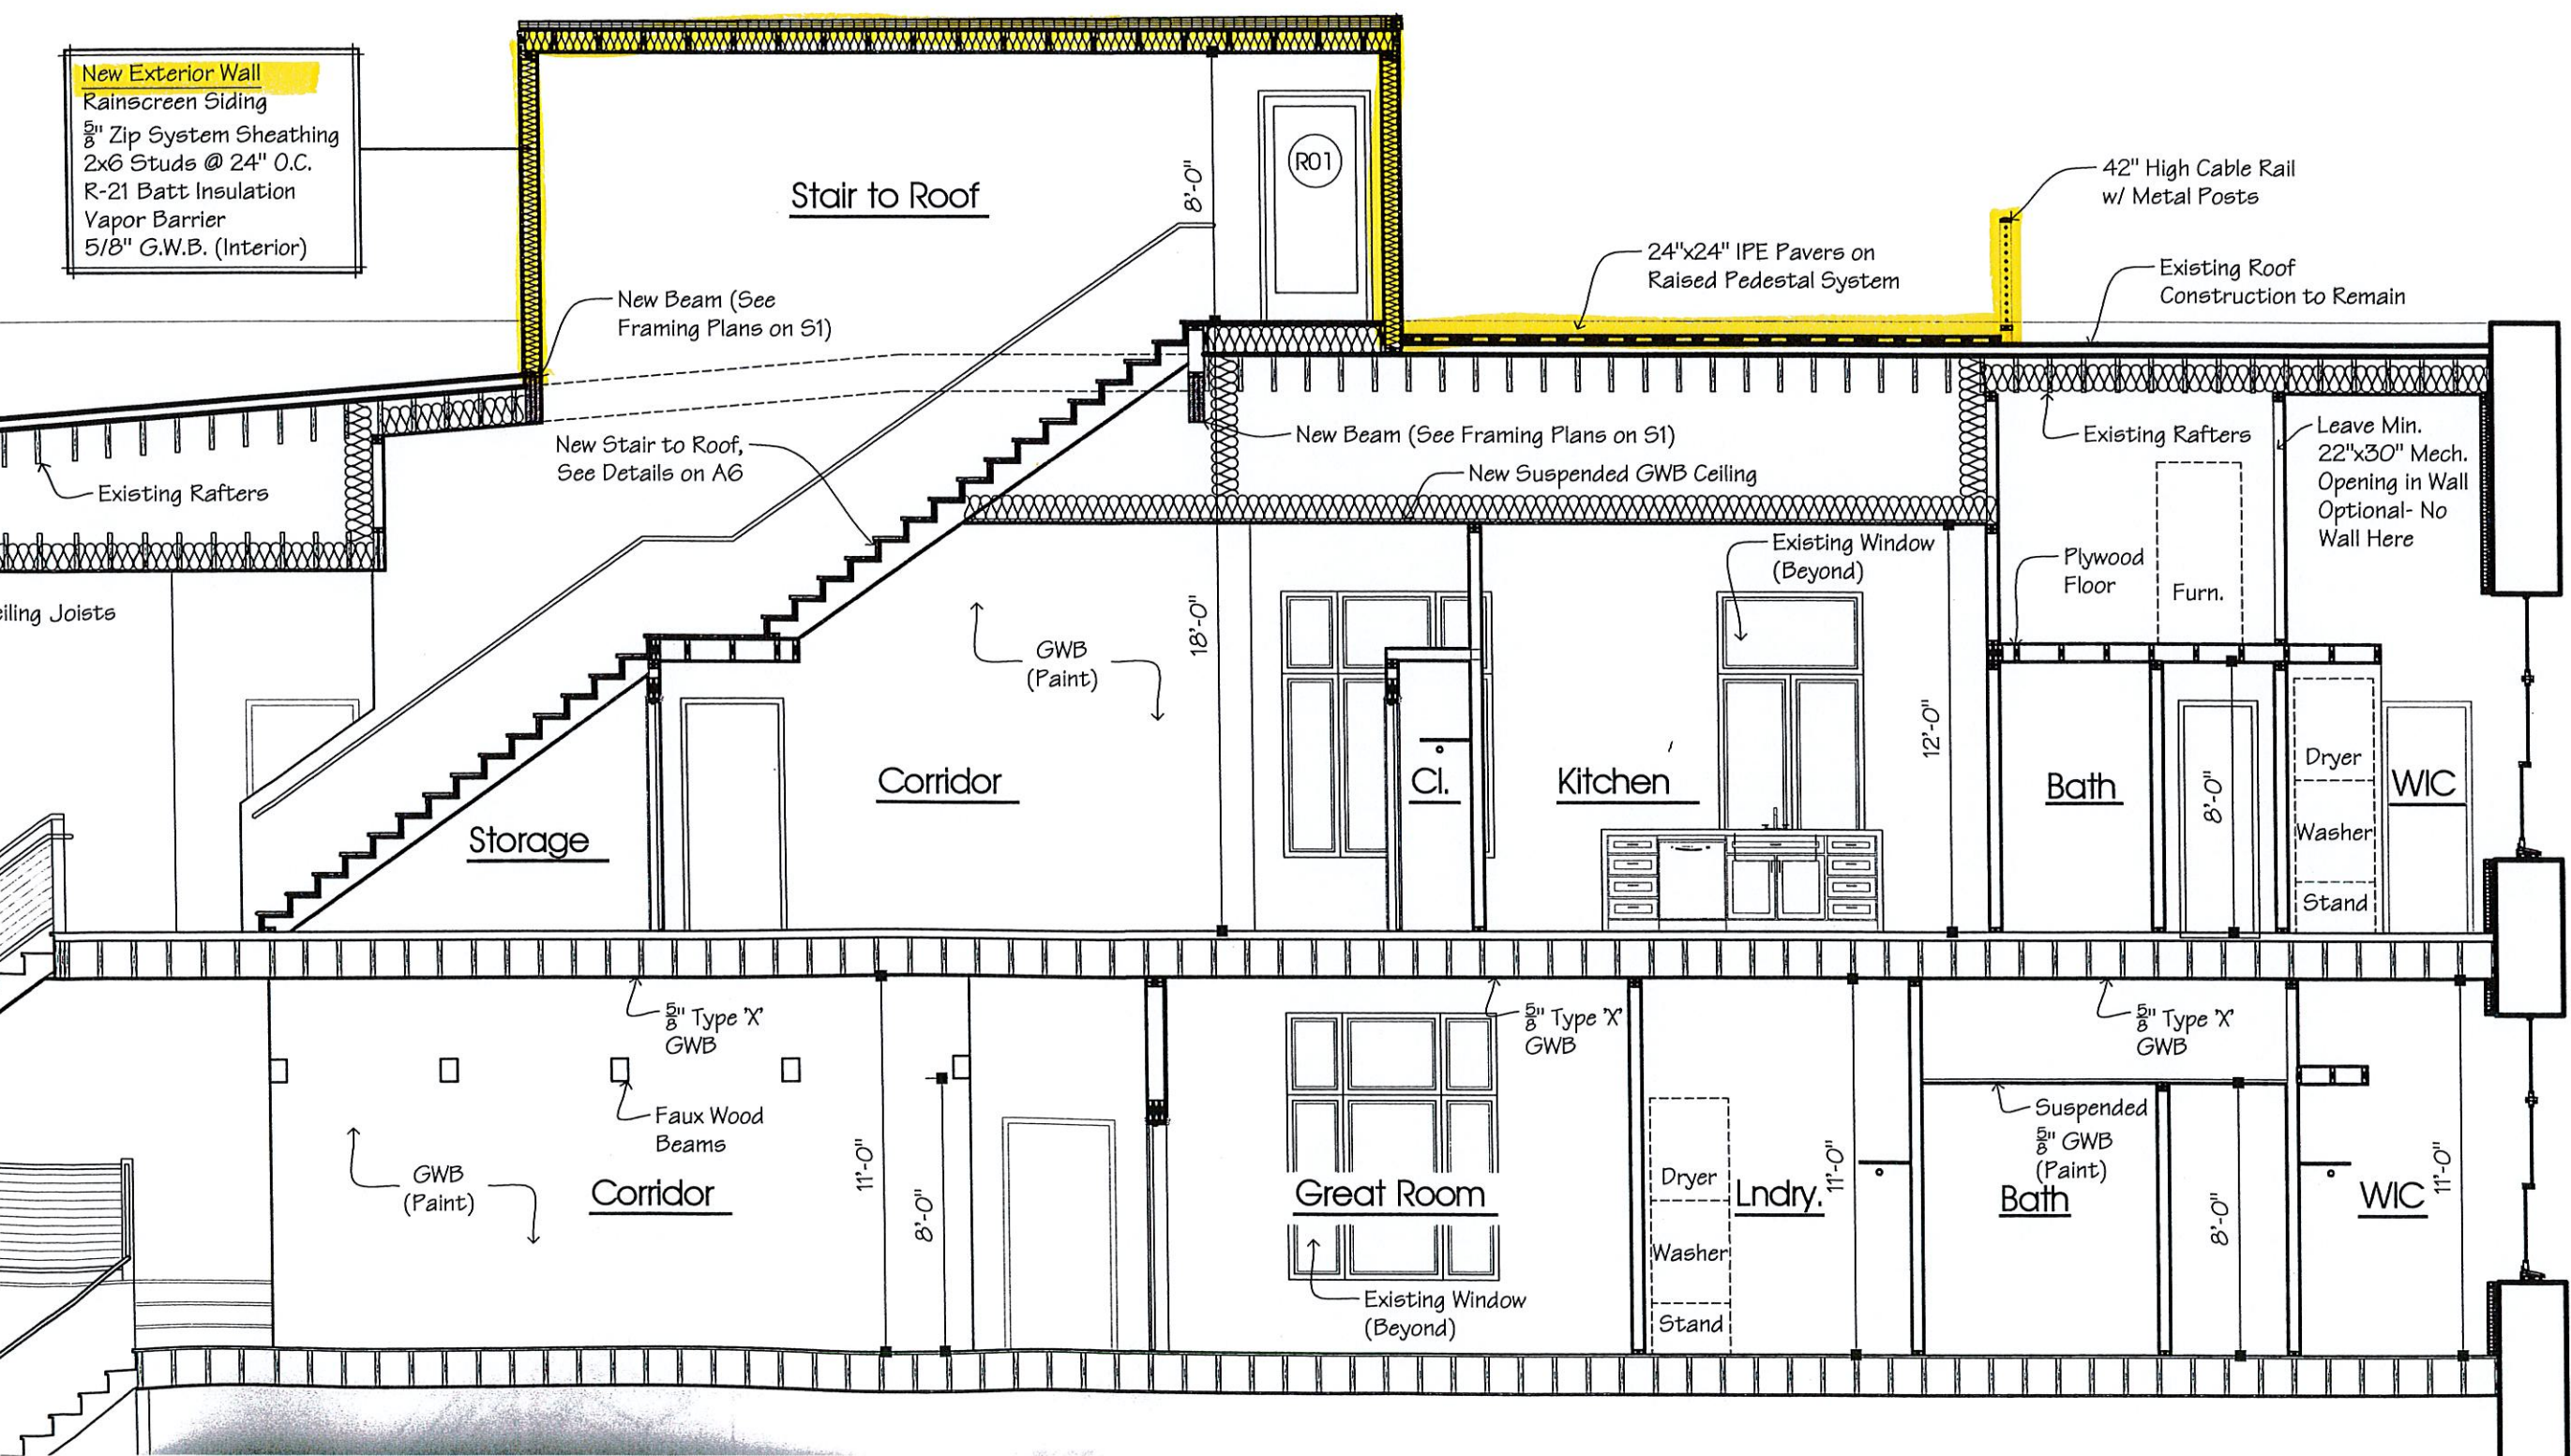 New Exterior Wall
Rainscreen Siding
5/8" Zip System Sheathing
2x6 Studs @ 24" O.C.
R-21 Batt Insulation
Vapor Barrier
5/8" G.W.B. (Interior)
Stair to Roof
8'-0"
R01
42" High Cable Rail
w/ Metal Posts
24"x24" IPE Pavers on
Raised Pedestal System
Existing Roof
Construction to Remain
New Beam (See
Framing Plans on S1)
New Stair to Roof,
See Details on A6
Existing Rafters
New Beam (See Framing Plans on S1)
New Suspended GWB Ceiling
Existing Rafters
Leave Min.
22"x30" Mech.
Opening in Wall
Optional- No
Wall Here
Existing Window
(Beyond)
Plywood
Floor
Furn.
eiling Joists
18'-0"
GWB
(Paint)
12'-0"
Storage
Corridor
Cl.
Kitchen
Bath
8'-0"
Dryer
Washer
Stand
WIC
5/8" Type 'X'
GWB
5/8" Type 'X'
GWB
5/8" Type 'X'
GWB
Faux Wood
Beams
GWB
(Paint)
Corridor
11'-0"
8'-0"
Great Room
Existing Window
(Beyond)
Dryer
Washer
Stand
Lndry.
11'-0"
Suspended
5/8" GWB
(Paint)
Bath
8'-0"
WIC
11'-0"